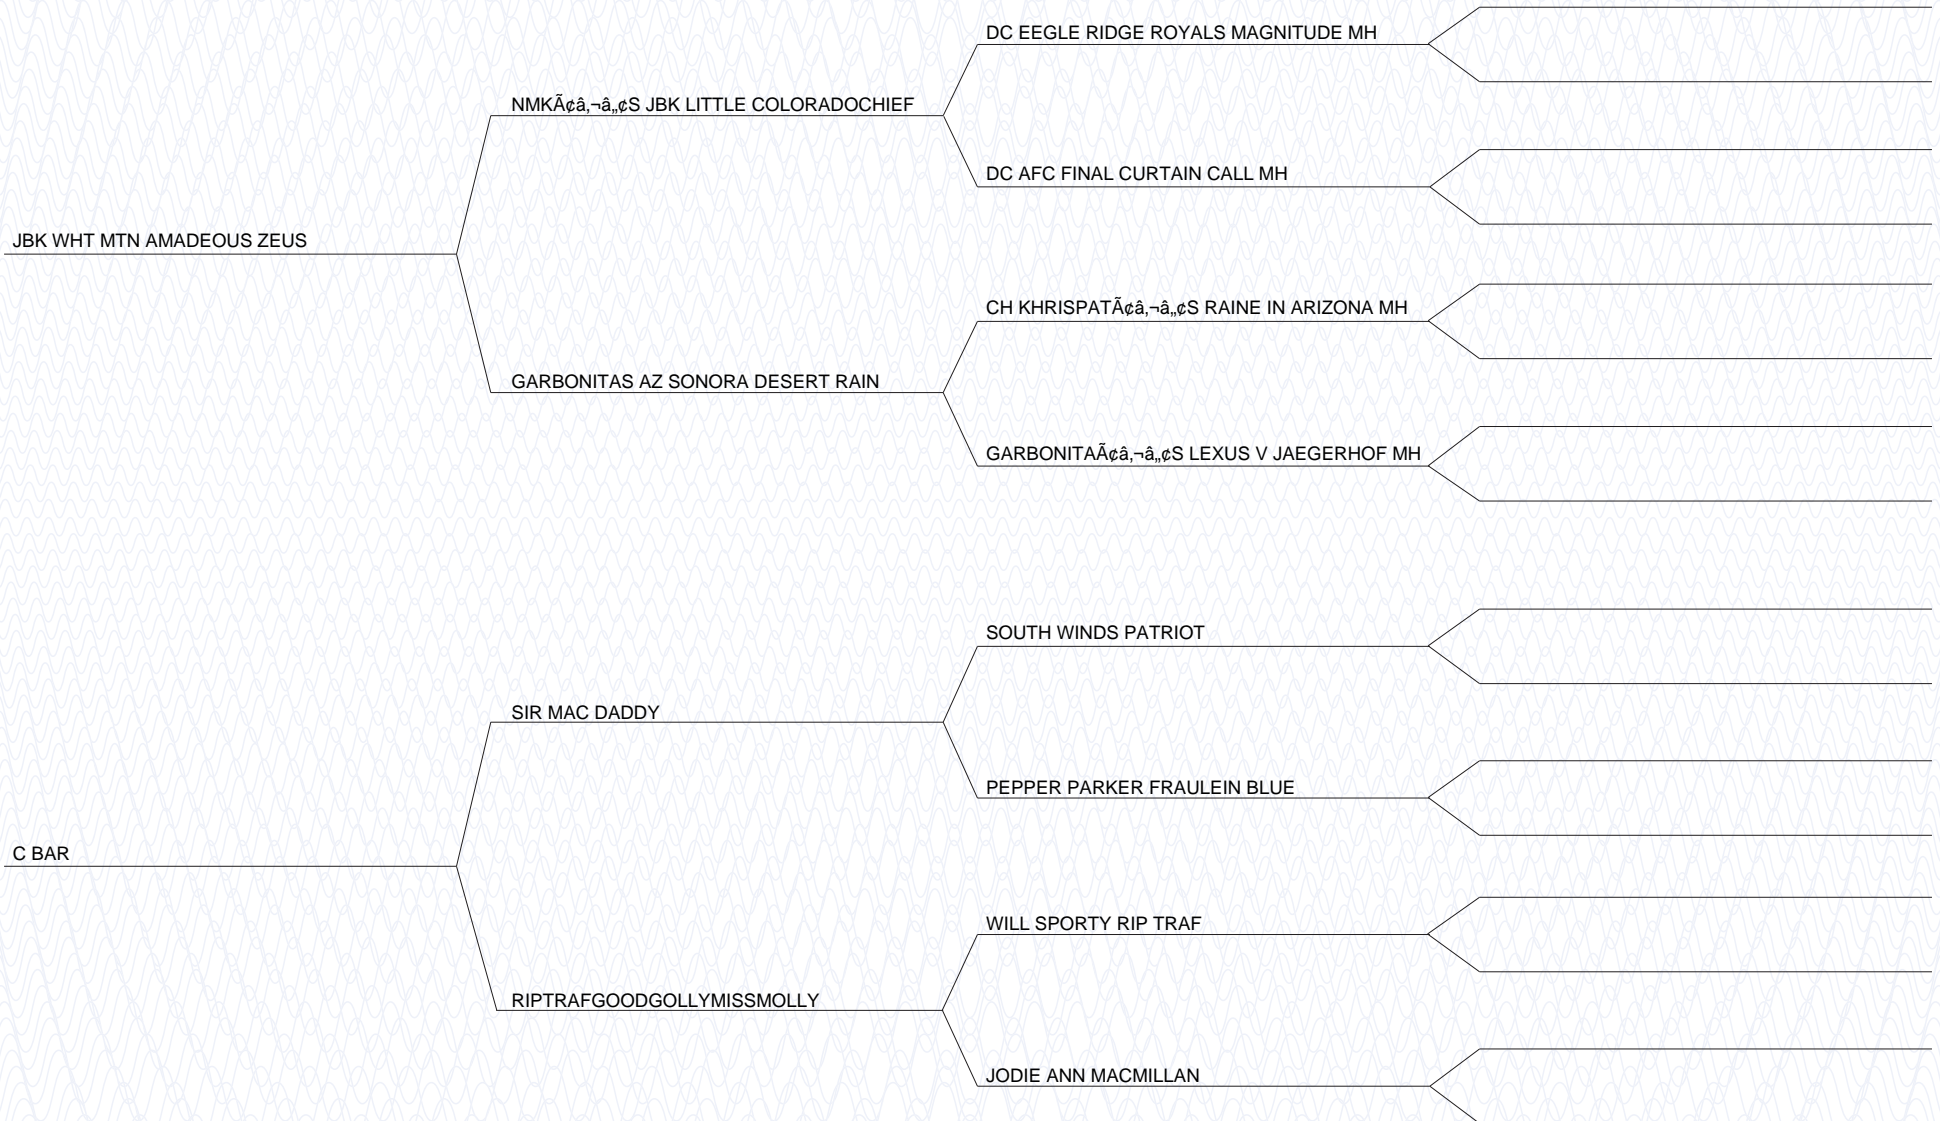 DC EEGLE RIDGE ROYALS MAGNITUDE MH
NMKÃ¢â‚¬â„¢S JBK LITTLE COLORADOCHIEF
DC AFC FINAL CURTAIN CALL MH
JBK WHT MTN AMADEOUS ZEUS
CH KHRISPATÃ¢â‚¬â„¢S RAINE IN ARIZONA MH
GARBONITAS AZ SONORA DESERT RAIN
GARBONITAÃ¢â‚¬â„¢S LEXUS V JAEGERHOF MH
SOUTH WINDS PATRIOT
SIR MAC DADDY
PEPPER PARKER FRAULEIN BLUE
C BAR
WILL SPORTY RIP TRAF
RIPTRAFGOODGOLLYMISSMOLLY
JODIE ANN MACMILLAN